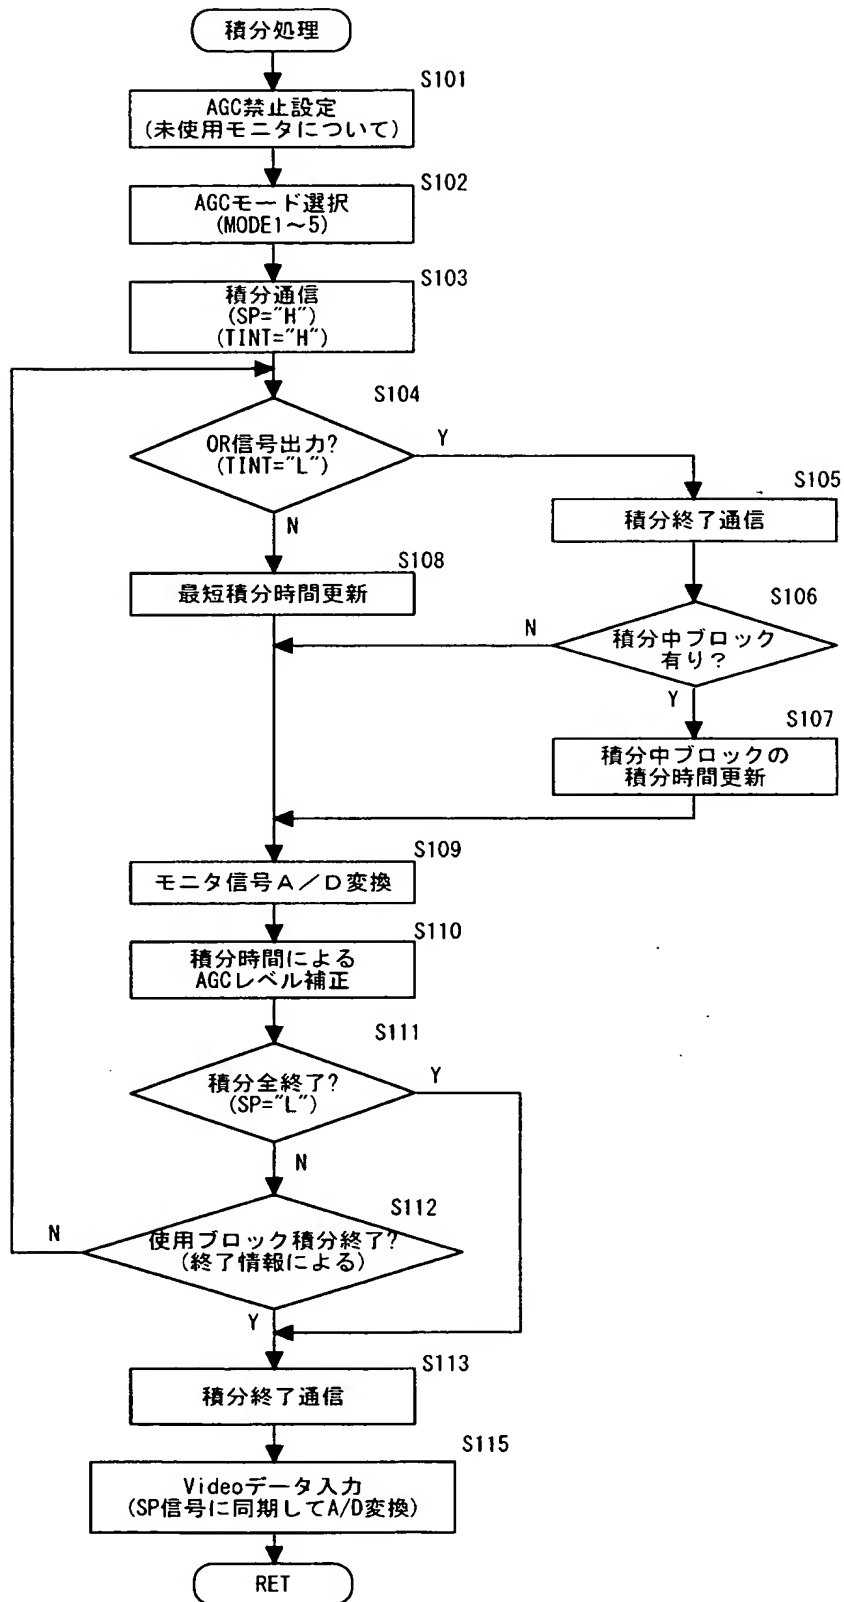 積分処理
S101
AGC禁止設定
(未使用モニタについて)
S102
AGCモード選択
(MODE1〜5)
S103
積分通信
(SP="H")
(TINT="H")
S104
OR信号出力?
(TINT="L")
Y
N
S105
積分終了通信
S106
積分中ブロック
有り?
N
Y
S107
積分中ブロックの
積分時間更新
S108
最短積分時間更新
S109
モニタ信号A/D変換
S110
積分時間による
AGCレベル補正
S111
積分全終了?
(SP="L")
Y
N
S112
使用ブロック積分終了?
(終了情報による)
N
Y
S113
積分終了通信
S115
Videoデータ入力
(SP信号に同期してA/D変換)
RET